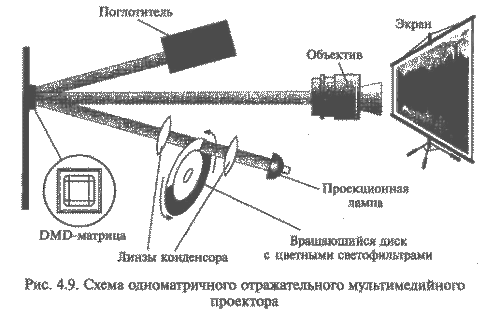 Поглотитель
Экран
Объектив
Проекционная
лампа
DMD-матрица
Линзы конденсора
Вращающийся диск
с цветными светофильтрами
Рис. 4.9. Схема одноматричного отражательного мультимедийного
проектора